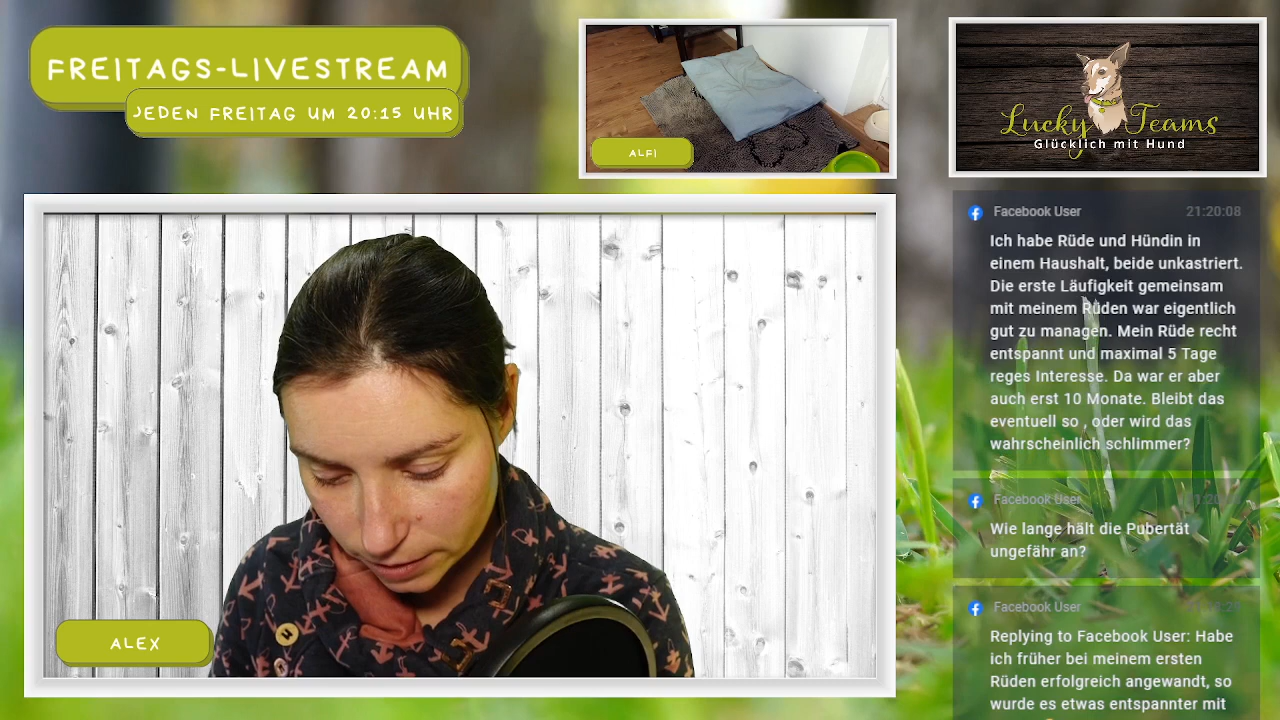 FREITAGS-LIVESTREAM
JEDEN FREITAG UM 20:15 UHR
ALFI
Lucky Teams
Glücklich mit Hund
ALEX
Facebook User 21:20:08
Ich habe Rüde und Hündin in
einem Haushalt, beide unkastriert.
Die erste Läufigkeit gemeinsam
mit meinem Rüden war eigentlich
gut zu managen. Mein Rüde recht
entspannt und maximal 5 Tage
reges Interesse. Da war er aber
auch erst 10 Monate. Bleibt das
eventuell so , oder wird das
wahrscheinlich schlimmer?
Facebook User
Wie lange hält die Pubertät
ungefähr an?
Facebook User
Replying to Facebook User: Habe
ich früher bei meinem ersten
Rüden erfolgreich angewandt, so
wurde es etwas entspannter mit